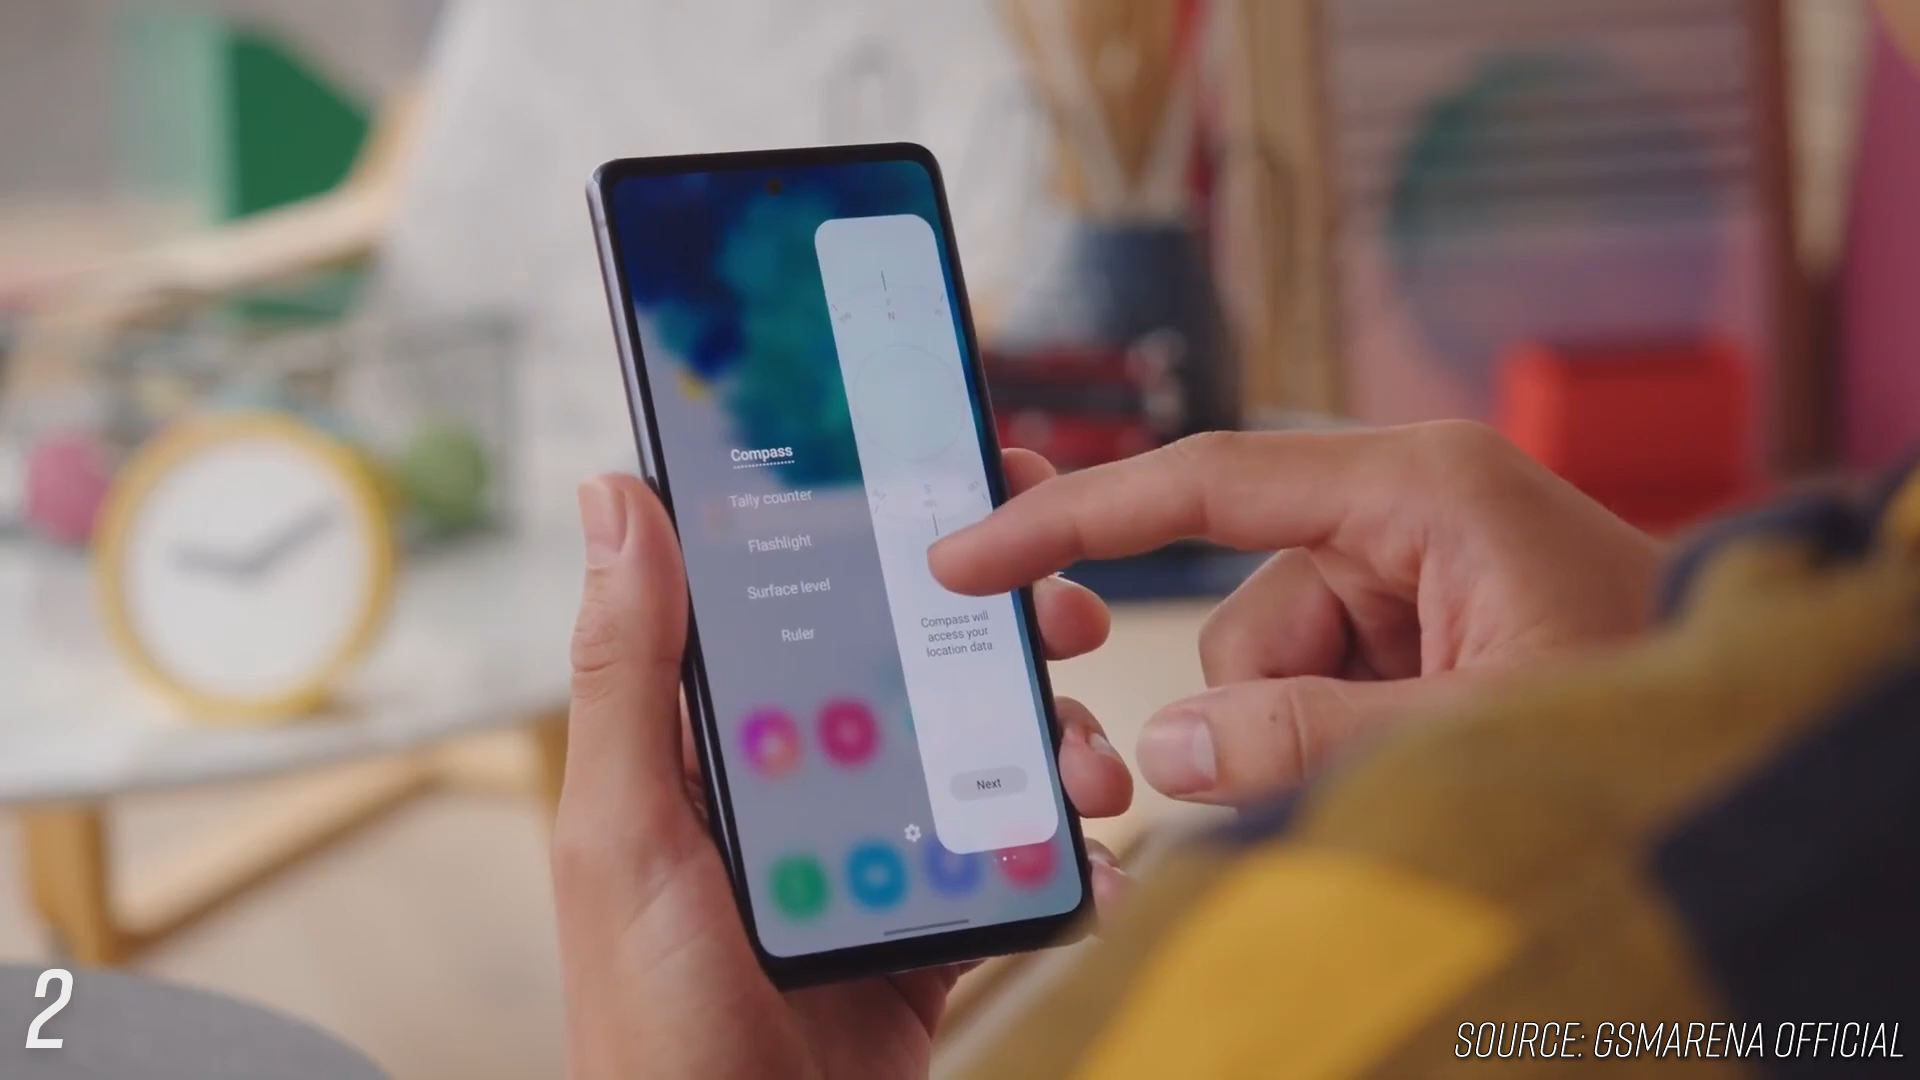 N
S
Compass
Tally counter
Flashlight
Surface level
Ruler
Compass will
access your
location data
Next
2
SOURCE: GSMARENA OFFICIAL